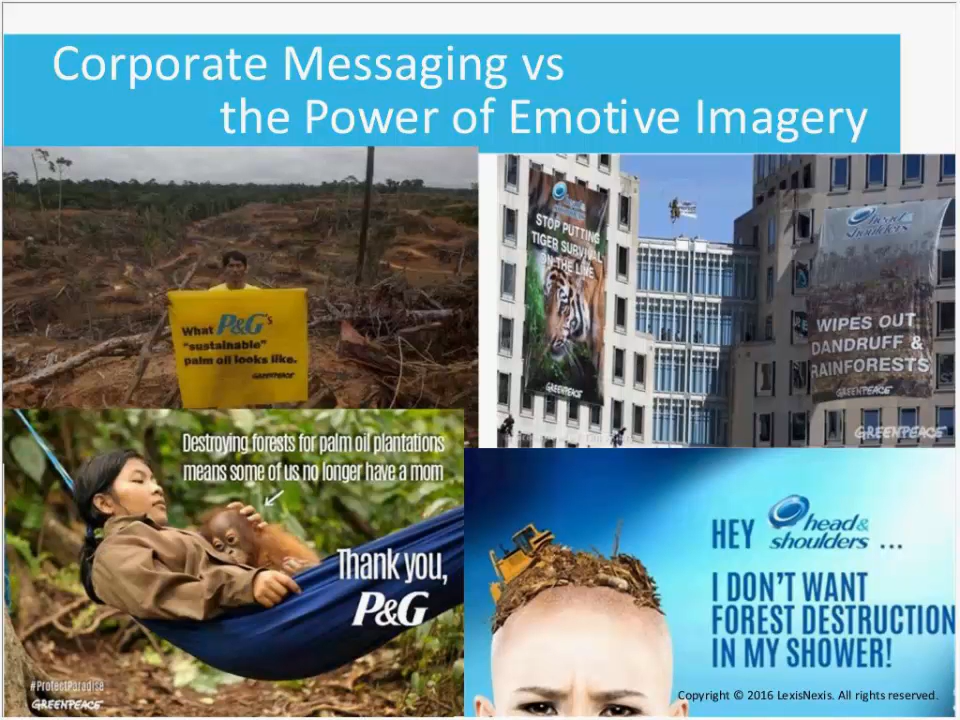 Corporate Messaging vs
the Power of Emotive Imagery
What P&G's
"sustainable"
palm oil looks like.
GREENPEACE
head&
shoulders
STOP PUTTING
TIGER SURVIVAL
ON THE LINE
GREENPEACE
head&
shoulders
WIPES OUT
DANDRUFF &
RAINFORESTS
GREENPEACE
GREENPEACE
Destroying forests for palm oil plantations
means some of us no longer have a mom
Thank you,
P&G
#ProtectParadise
GREENPEACE
HEY head&
shoulders ...
I DON'T WANT
FOREST DESTRUCTION
IN MY SHOWER!
Copyright © 2016 LexisNexis. All rights reserved.